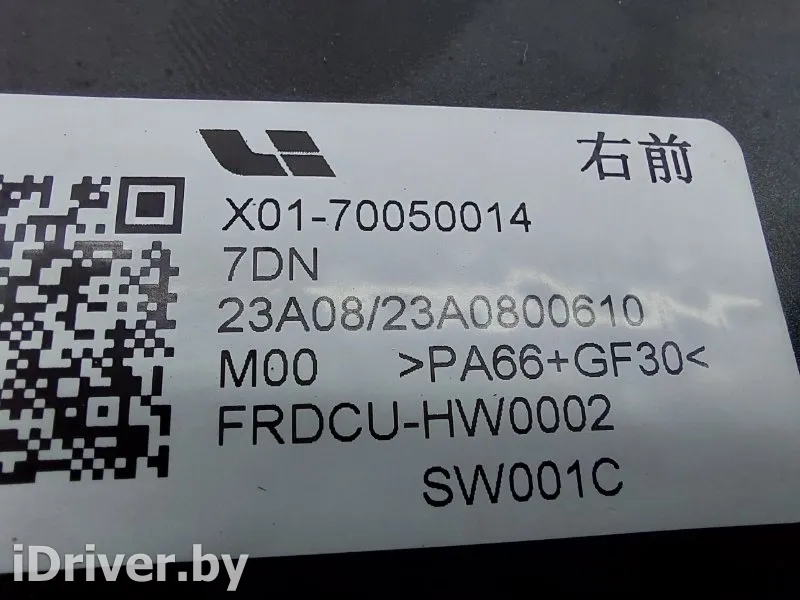 右前
X01-70050014
7DN
23A08/23A0800610
M00 >PA66+GF30<
FRDCU-HW0002
SW001C
iDriver.by